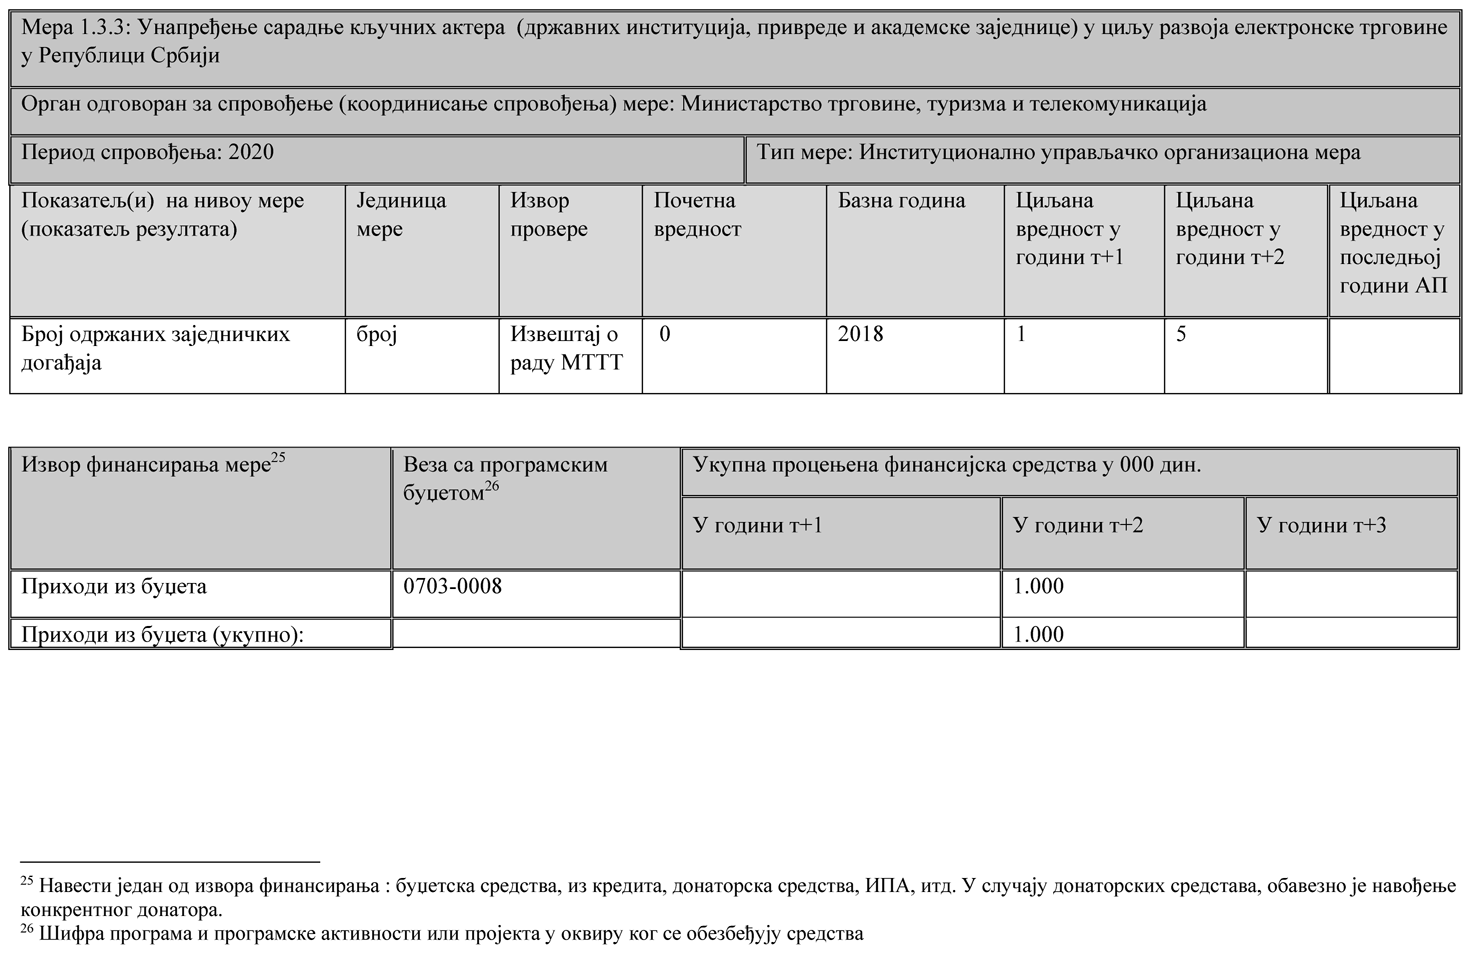 Мера 1.3.3: Унапређење сарадње кључних актера (државних институција, привреде и академске заједнице) у циљу развоја електронске трговине
у Републици Србији
Орган одговоран за спровођење (координисање спровођења) мере: Министарство трговине, туризма и телекомуникација
Период спровођења: 2020
Тип мере: Институционално управљачко организациона мера
Показатељ(и) на нивоу мере
(показатељ резултата)
Јединица
мере
Извор
провере
Почетна
вредност
Базна година
Циљана
вредност у
години т+1
Циљана
вредност у
години т+2
Циљана
вредност у
последњој
години АП
Број одржаних заједничких
догађаја
број
Извештај о
раду МТТТ
0
2018
1
5
Извор финансирања мере25
Веза са програмским
буџетом26
Укупна процењена финансијска средства у 000 дин.
У години т+1
У години т+2
У години т+3
Приходи из буџета
0703-0008
1.000
Приходи из буџета (укупно):
1.000
25 Навести један од извора финансирања : буџетска средства, из кредита, донаторска средства, ИПА, итд. У случају донаторских средстава, обавезно је навођење
конкрентног донатора.
26 Шифра програма и програмске активности или пројекта у оквиру ког се обезбеђују средства